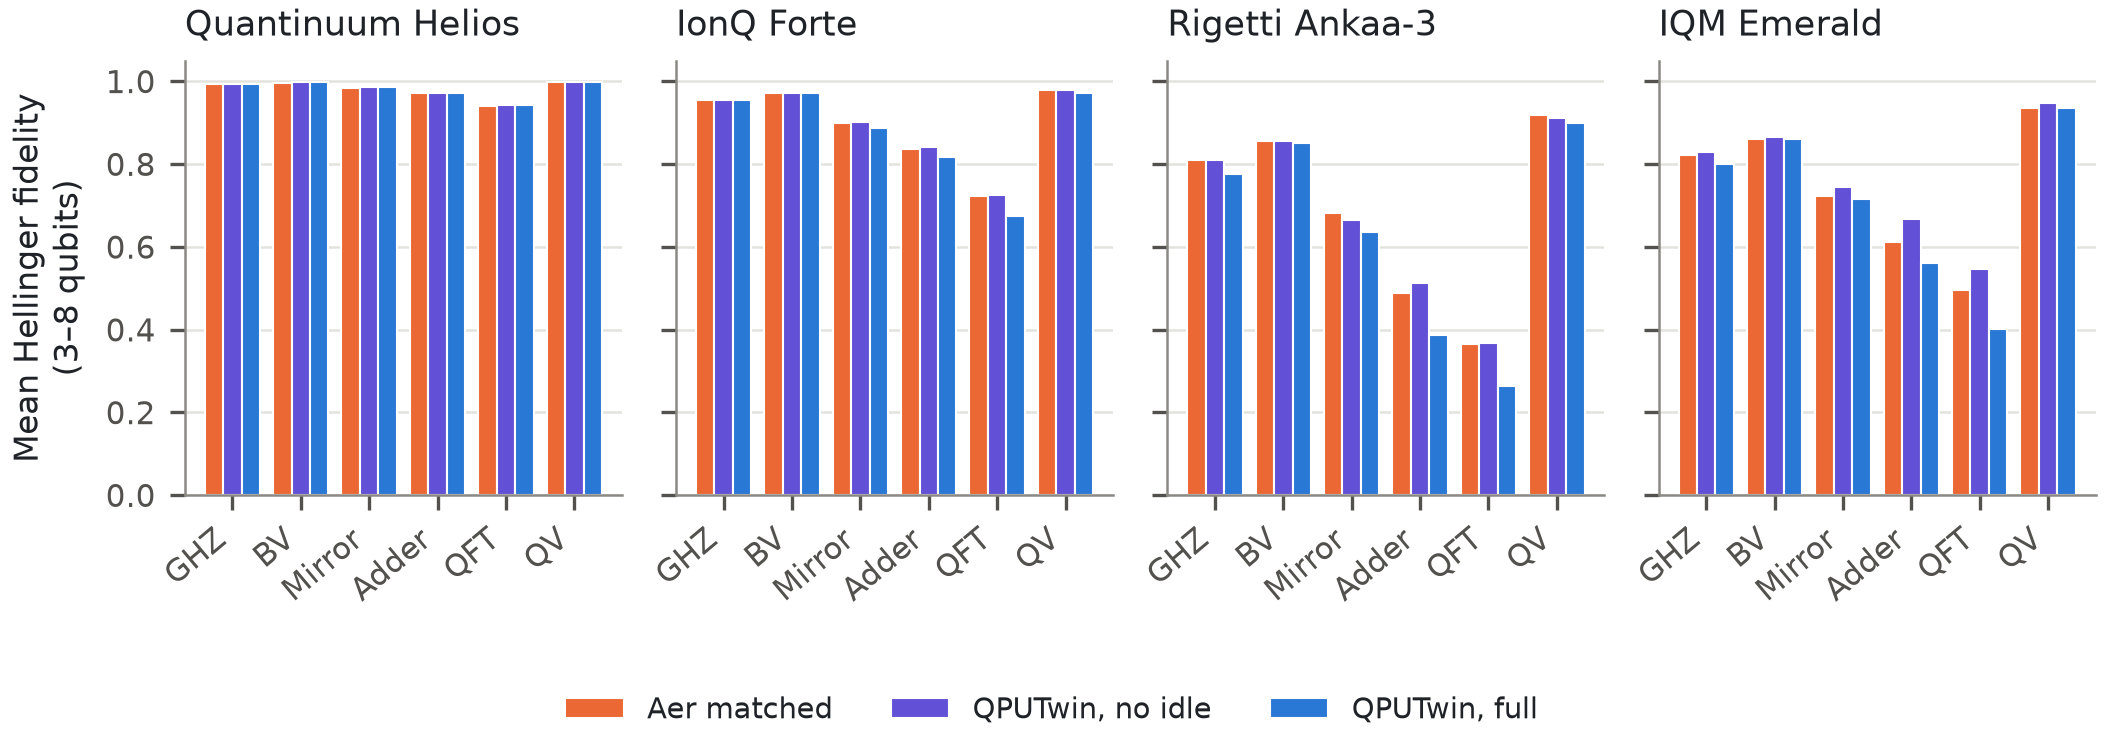 Quantinuum Helios
IonQ Forte
Rigetti Ankaa-3
IQM Emerald
Mean Hellinger fidelity
(3–8 qubits)
1.0
0.8
0.6
0.4
0.2
0.0
GHZ
BV
Mirror
Adder
QFT
QV
GHZ
BV
Mirror
Adder
QFT
QV
GHZ
BV
Mirror
Adder
QFT
QV
GHZ
BV
Mirror
Adder
QFT
QV
Aer matched
QPUTwin, no idle
QPUTwin, full